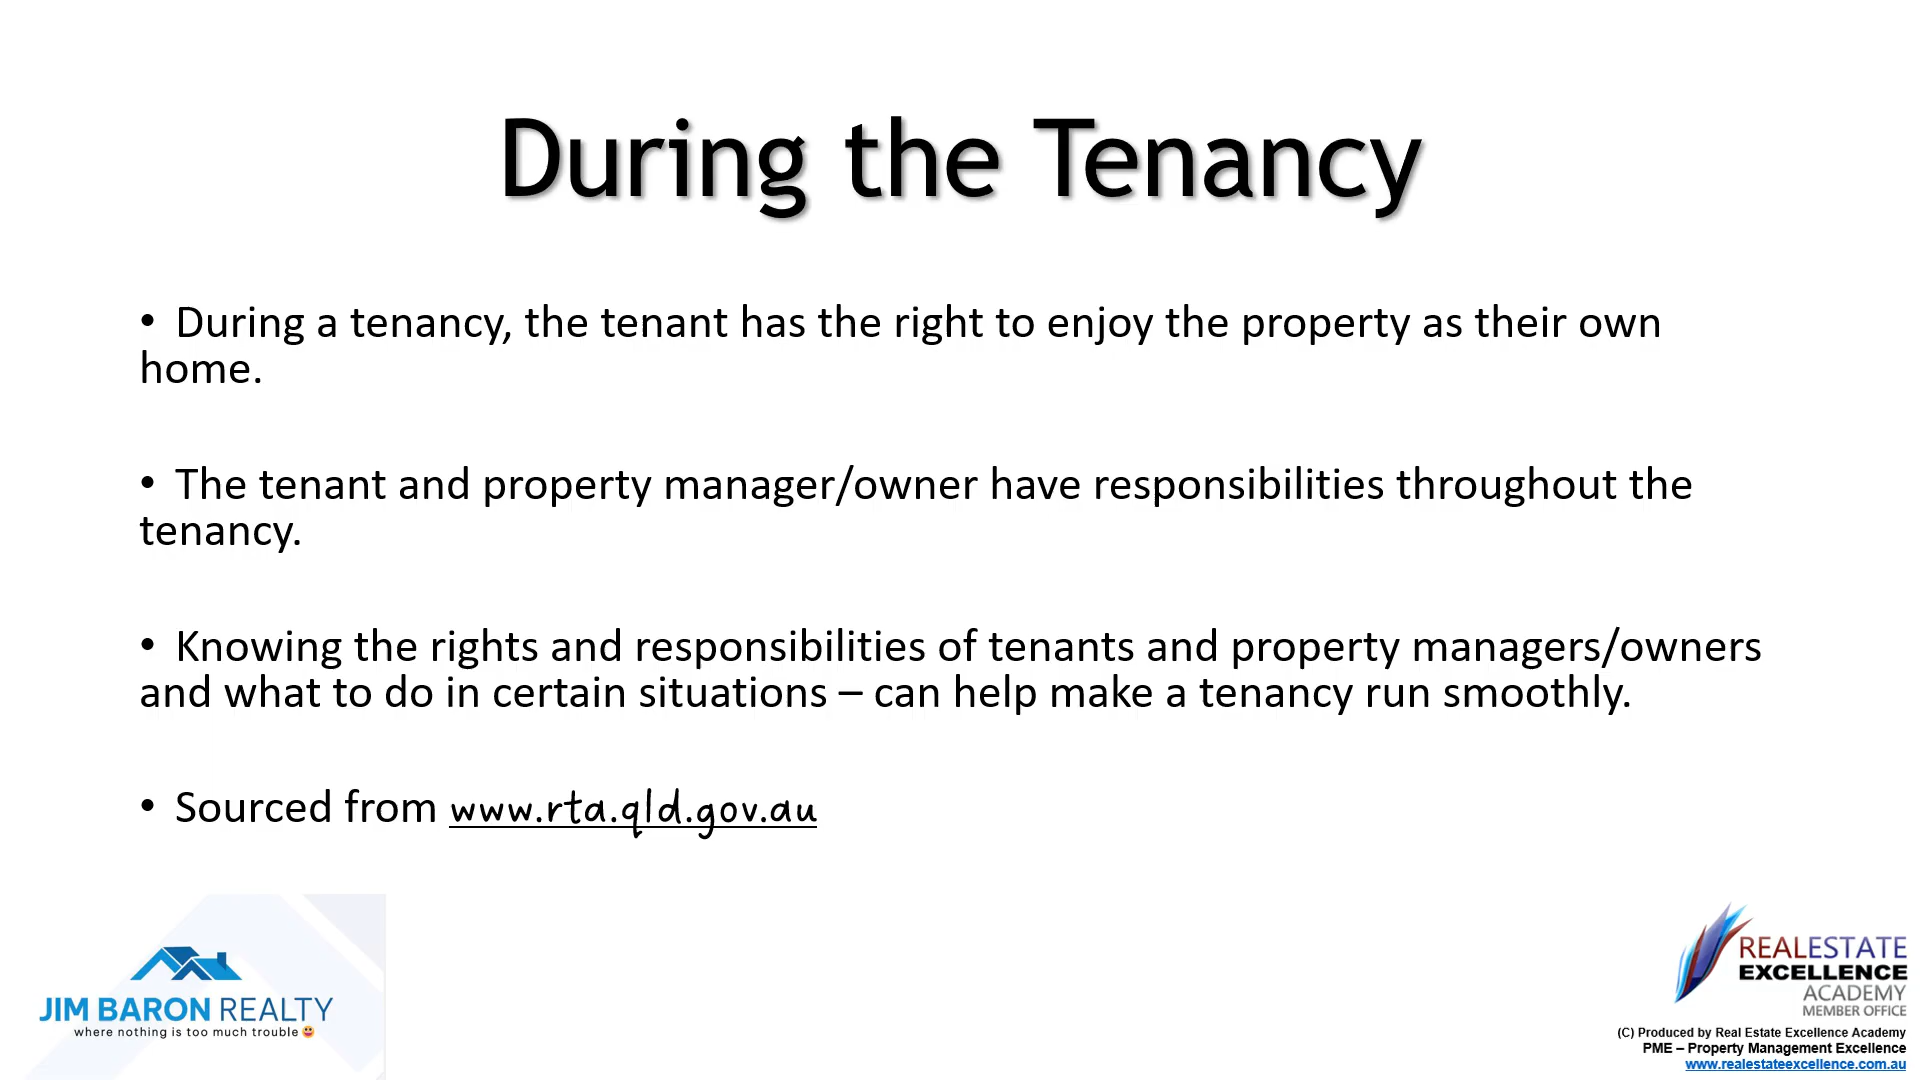 During the Tenancy
• During a tenancy, the tenant has the right to enjoy the property as their own
home.
• The tenant and property manager/owner have responsibilities throughout the
tenancy.
• Knowing the rights and responsibilities of tenants and property managers/owners
and what to do in certain situations – can help make a tenancy run smoothly.
• Sourced from www.rta.qld.gov.au
JIM BARON REALTY
where nothing is too much trouble 😃
REALESTATE
EXCELLENCE
ACADEMY
MEMBER OFFICE
(C) Produced by Real Estate Excellence Academy
PME – Property Management Excellence
www.realestateexcellence.com.au